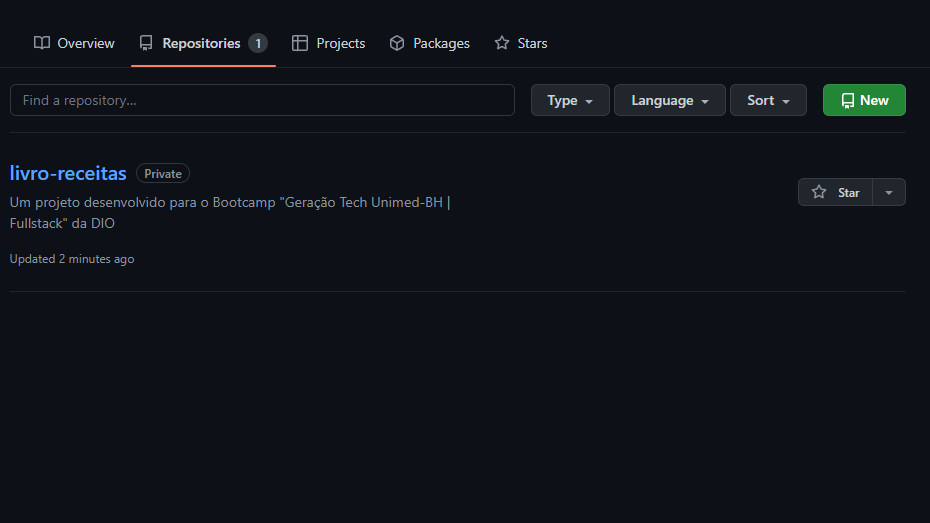 Overview Repositories 1 Projects Packages Stars
Find a repository... Type Language Sort New
livro-receitas Private
Star
Um projeto desenvolvido para o Bootcamp "Geração Tech Unimed-BH |
Fullstack" da DIO
Updated 2 minutes ago